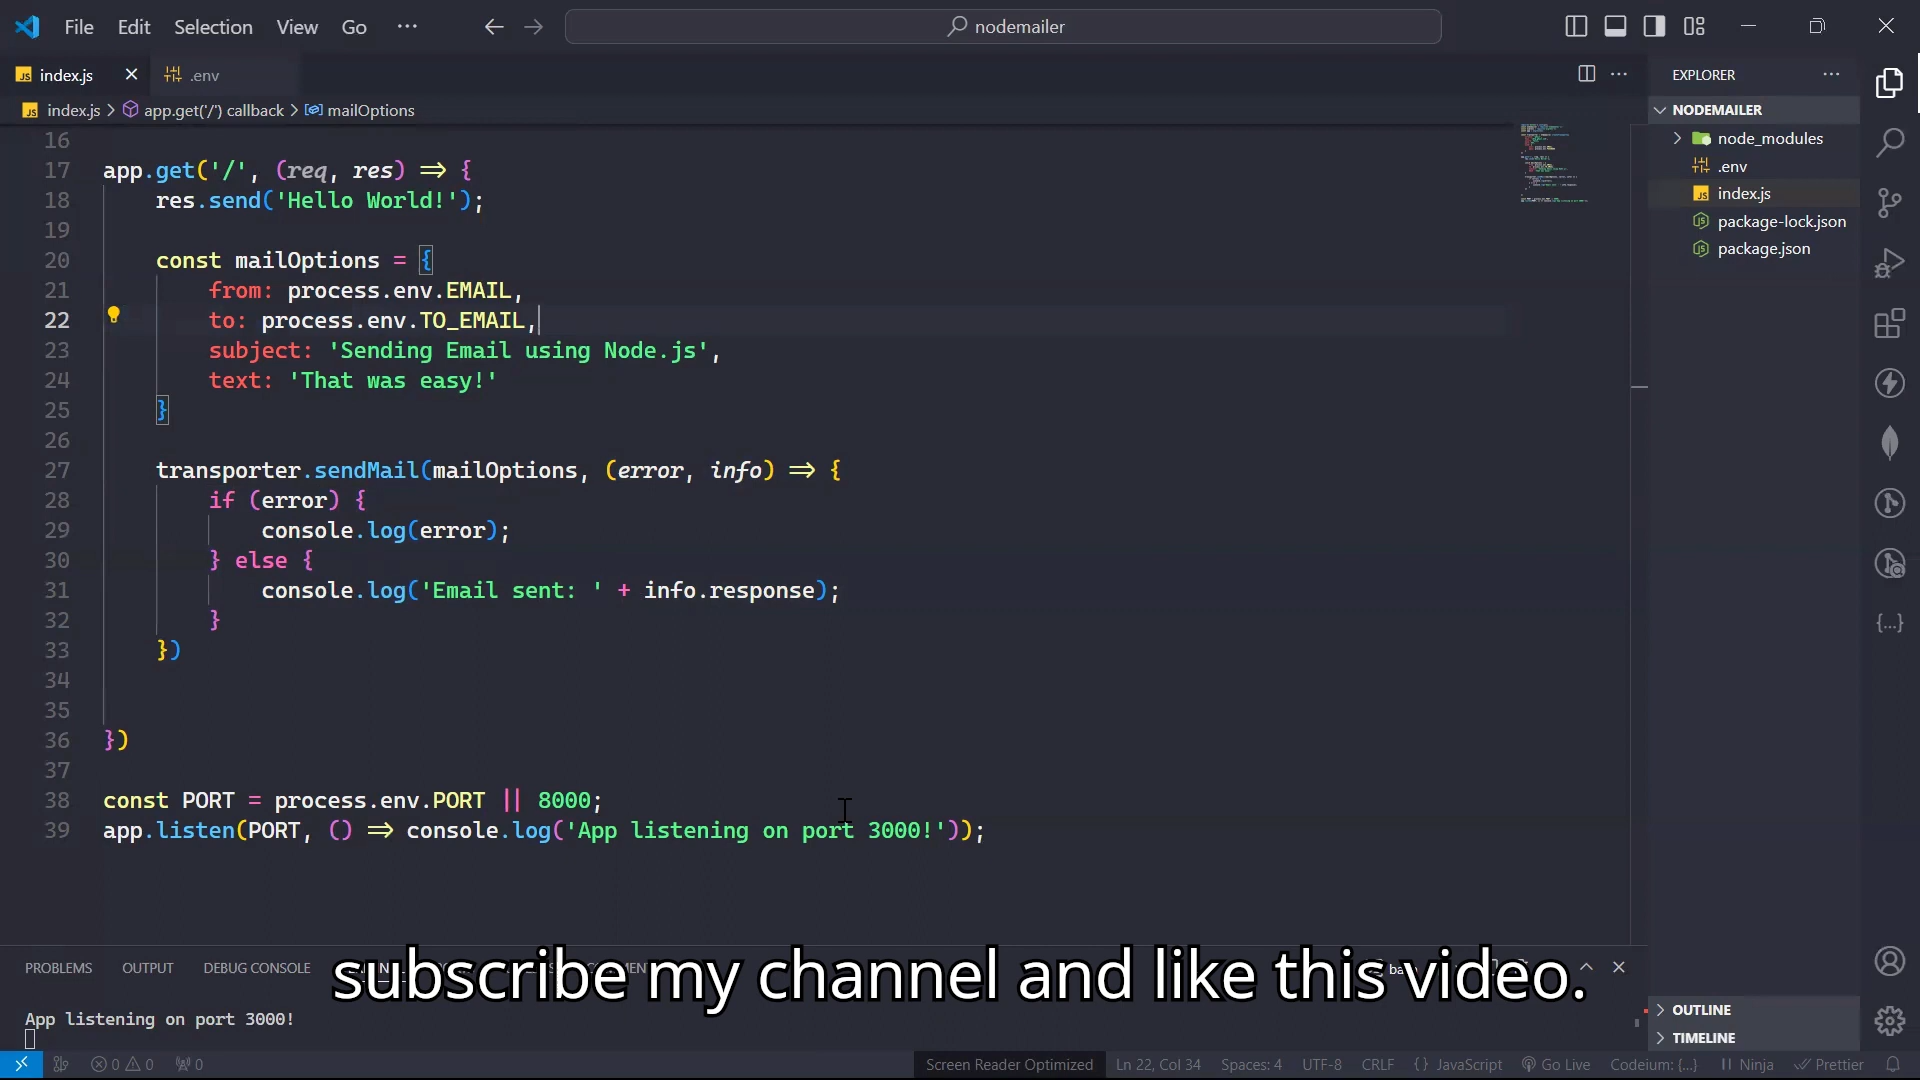 File Edit Selection View Go ···
nodemailer
index.js
.env
index.js > app.get('/') callback > mailOptions
16
17 app.get('/', (req, res) => {
18 res.send('Hello World!');
19
20 const mailOptions = {
21 from: process.env.EMAIL,
22 to: process.env.TO_EMAIL,
23 subject: 'Sending Email using Node.js',
24 text: 'That was easy!'
25 }
26
27 transporter.sendMail(mailOptions, (error, info) => {
28 if (error) {
29 console.log(error);
30 } else {
31 console.log('Email sent: ' + info.response);
32 }
33 })
34
35
36 })
37
38 const PORT = process.env.PORT || 8000;
39 app.listen(PORT, () => console.log('App listening on port 3000!'));
EXPLORER ···
NODEMAILER
node_modules
.env
index.js
package-lock.json
package.json
OUTLINE
TIMELINE
PROBLEMS OUTPUT DEBUG CONSOLE
subscribe my channel and like this video.
App listening on port 3000!
0 0 0 Screen Reader Optimized Ln 22, Col 34 Spaces: 4 UTF-8 CRLF {} JavaScript Go Live Codeium: {...} Ninja Prettier